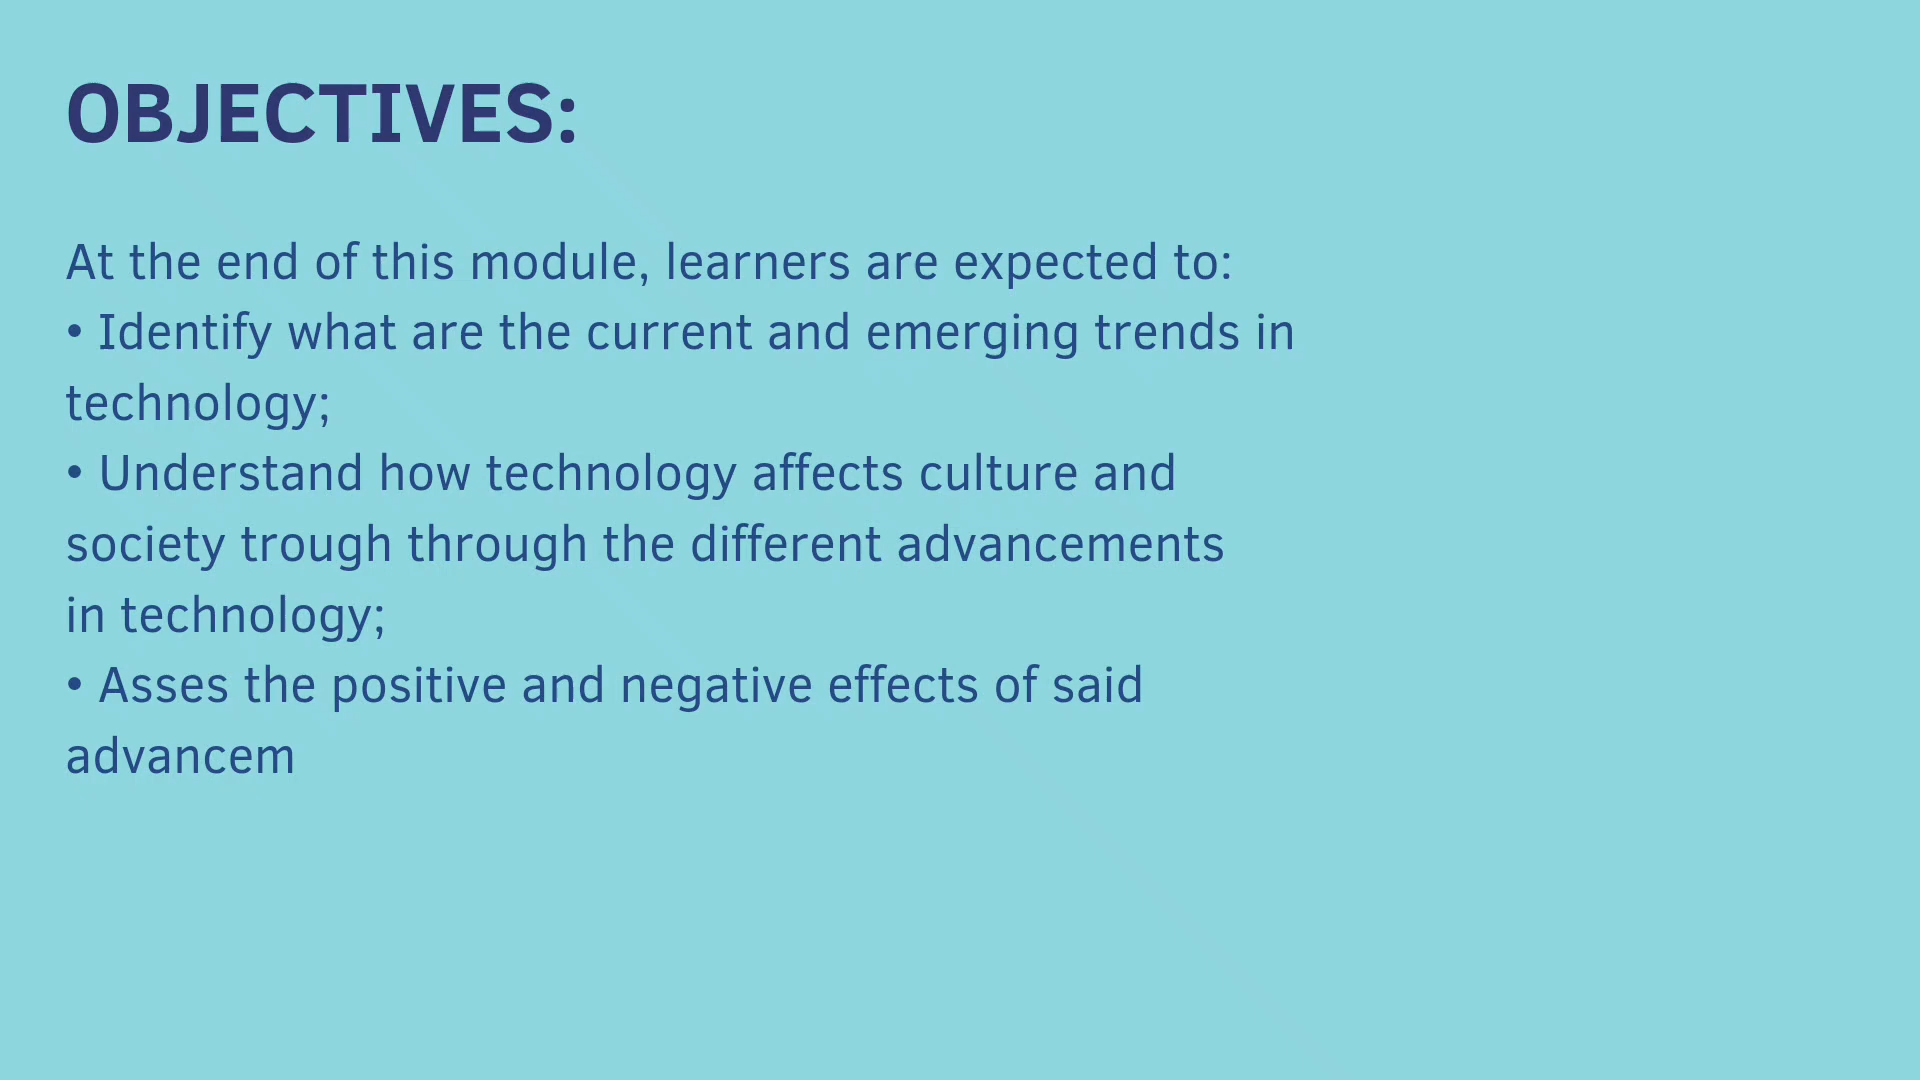 OBJECTIVES:
At the end of this module, learners are expected to:
• Identify what are the current and emerging trends in
technology;
• Understand how technology affects culture and
society trough through the different advancements
in technology;
• Asses the positive and negative effects of said
advancem